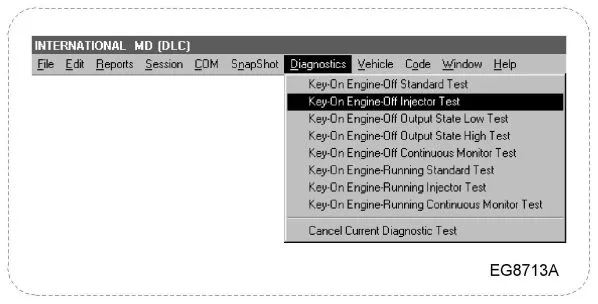 INTERNATIONAL MD (DLC)
File Edit Reports Session COM SnapShot Diagnostics Vehicle Code Window Help
Key-On Engine-Off Standard Test
Key-On Engine-Off Injector Test
Key-On Engine-Off Output State Low Test
Key-On Engine-Off Output State High Test
Key-On Engine-Off Continuous Monitor Test
Key-On Engine-Running Standard Test
Key-On Engine-Running Injector Test
Key-On Engine-Running Continuous Monitor Test
Cancel Current Diagnostic Test
EG8713A